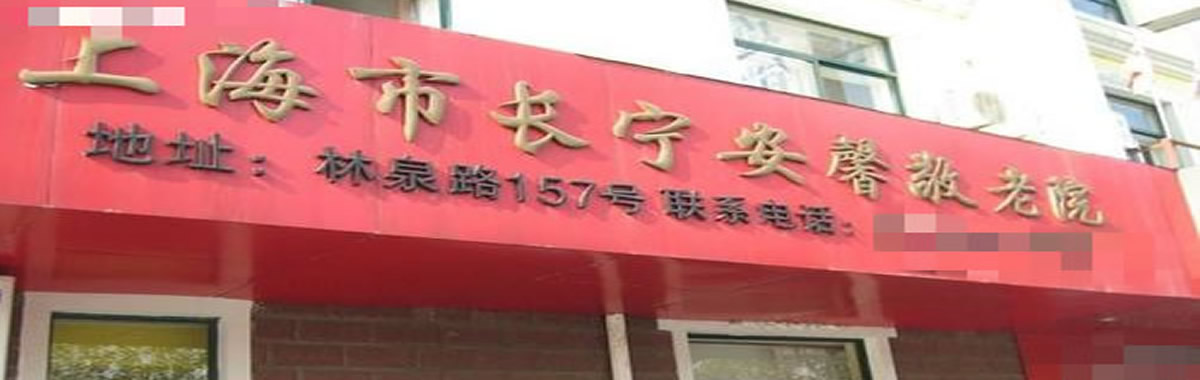 上海市长宁安馨敬老院
地址：林泉路157号 联系电话：